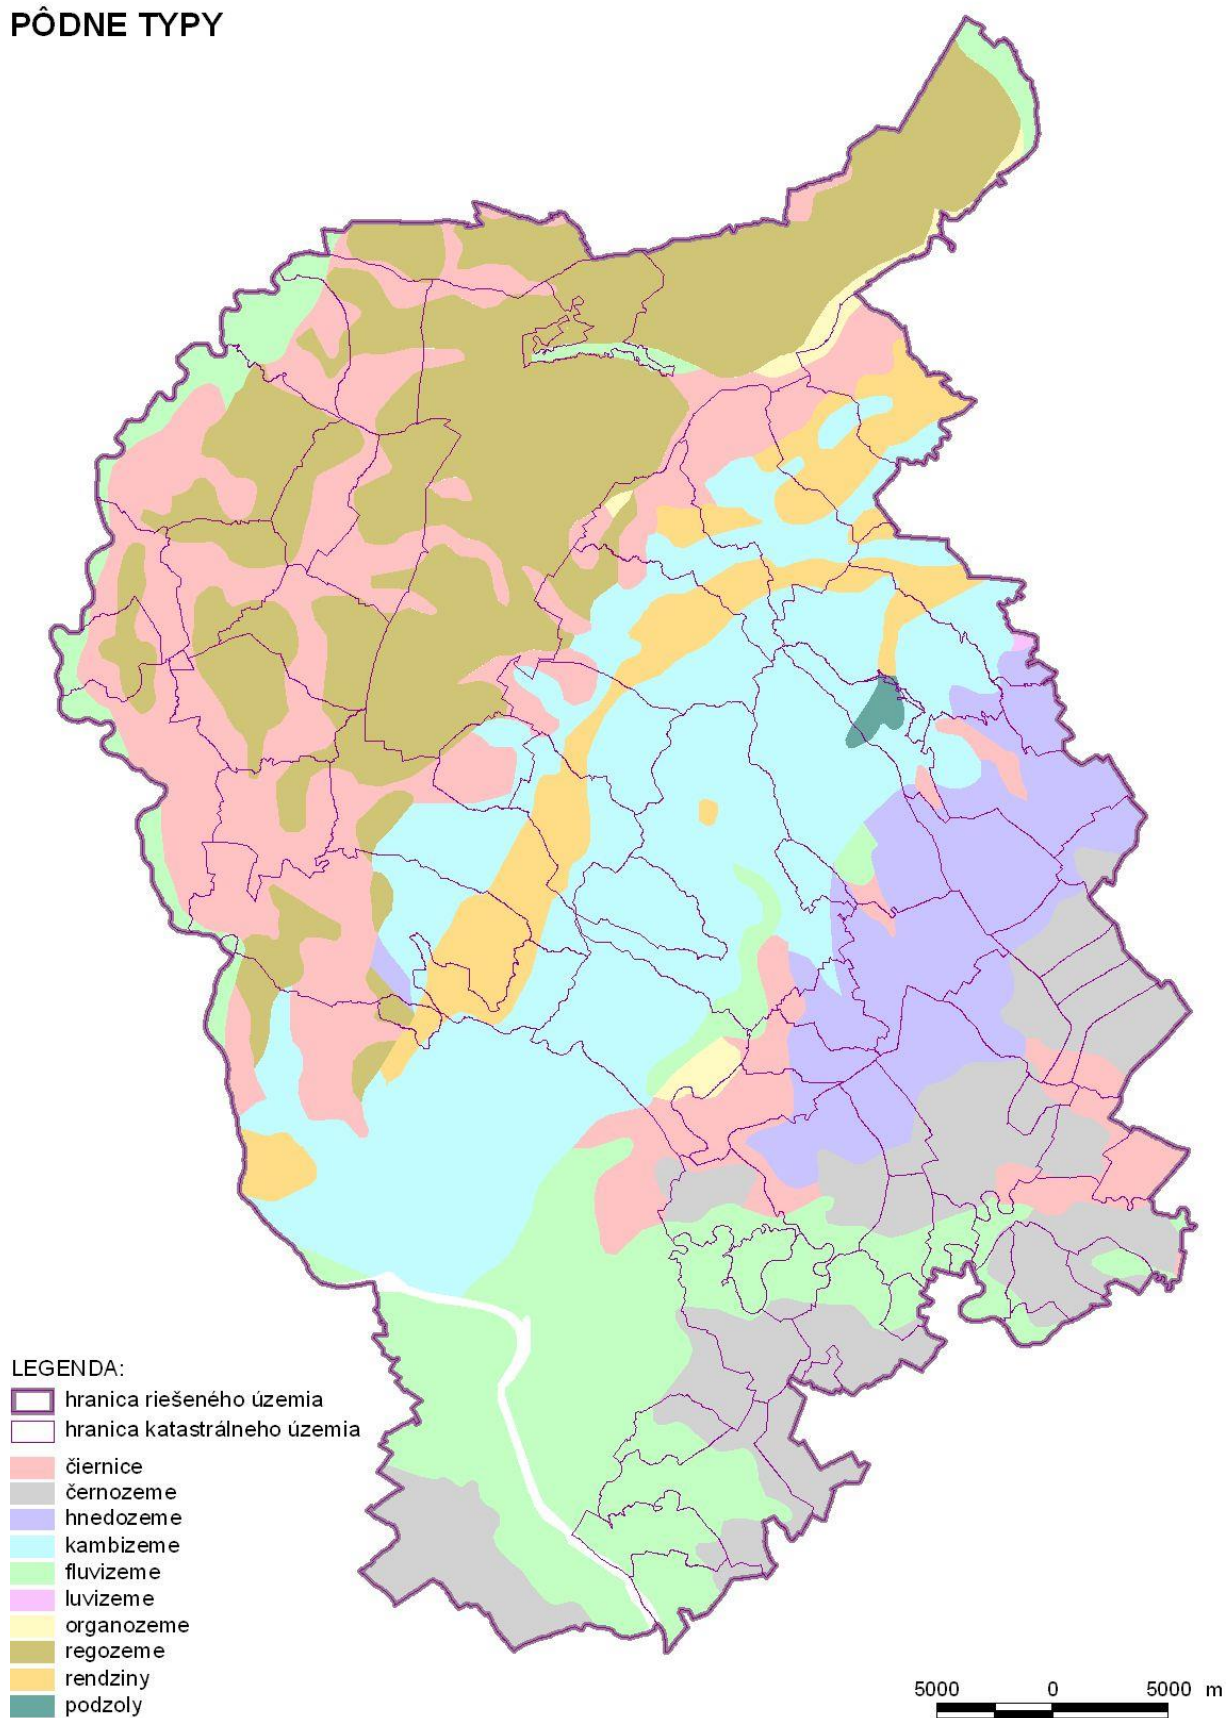 PÔDNE TYPY
LEGENDA:
hranica riešeného územia
hranica katastrálneho územia
čiernice
černozeme
hnedozeme
kambizeme
fluvizeme
luvizeme
organozeme
regozeme
rendziny
podzoly
5000 0 5000 m